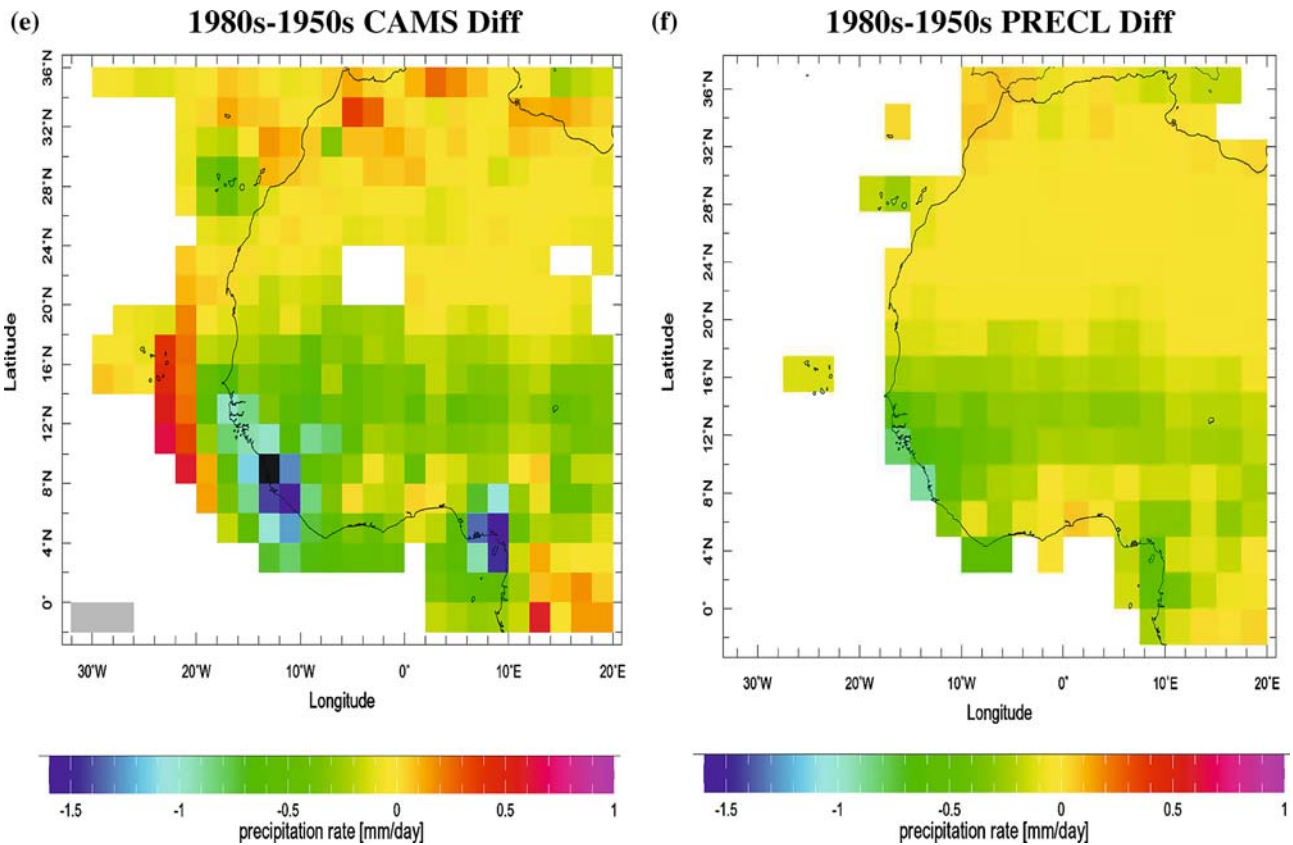 (e) 1980s-1950s CAMS Diff
36°N
32°N
28°N
24°N
20°N
16°N
12°N
8°N
4°N
0°
Latitude
30°W 20°W 10°W 0° 10°E 20°E
Longitude
-1.5 -1 -0.5 0 0.5 1
precipitation rate [mm/day]
(f) 1980s-1950s PRECL Diff
36°N
32°N
28°N
24°N
20°N
16°N
12°N
8°N
4°N
0°
Latitude
30°W 20°W 10°W 0° 10°E 20°E
Longitude
-1.5 -1 -0.5 0 0.5 1
precipitation rate [mm/day]